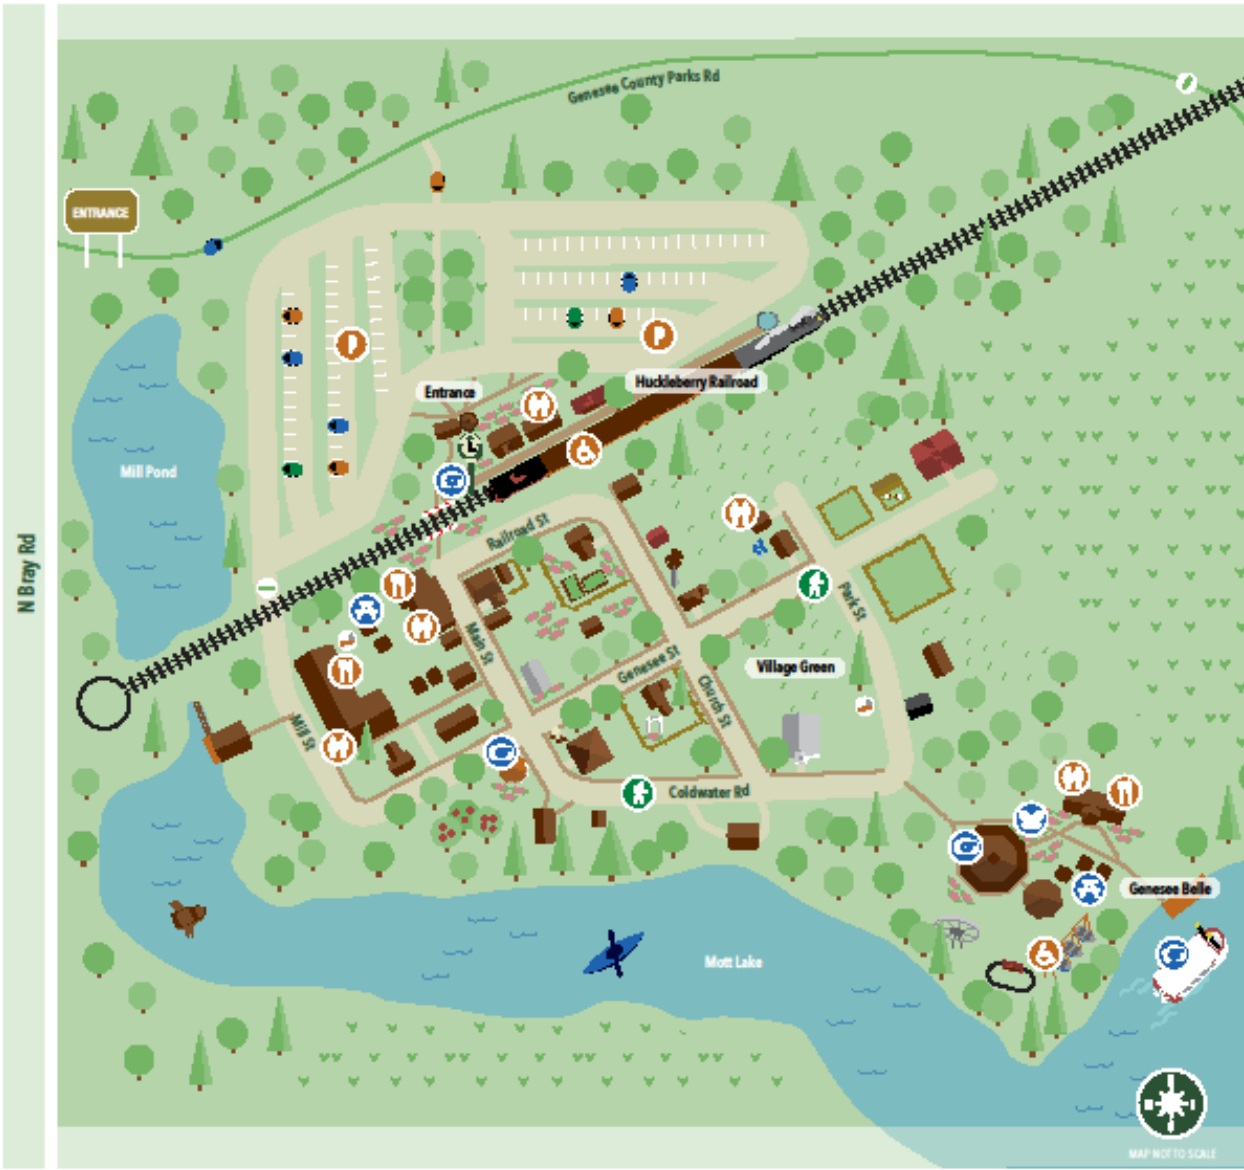 Genesee County Parks Rd
ENTRANCE
P
P
Huckleberry Railroad
Entrance
Mill Pond
Railroad St
N Bray Rd
Park St
Main St
Genesee St
Village Green
Church St
Mill St
Coldwater Rd
Genesee Belle
Mott Lake
MAP NOT TO SCALE